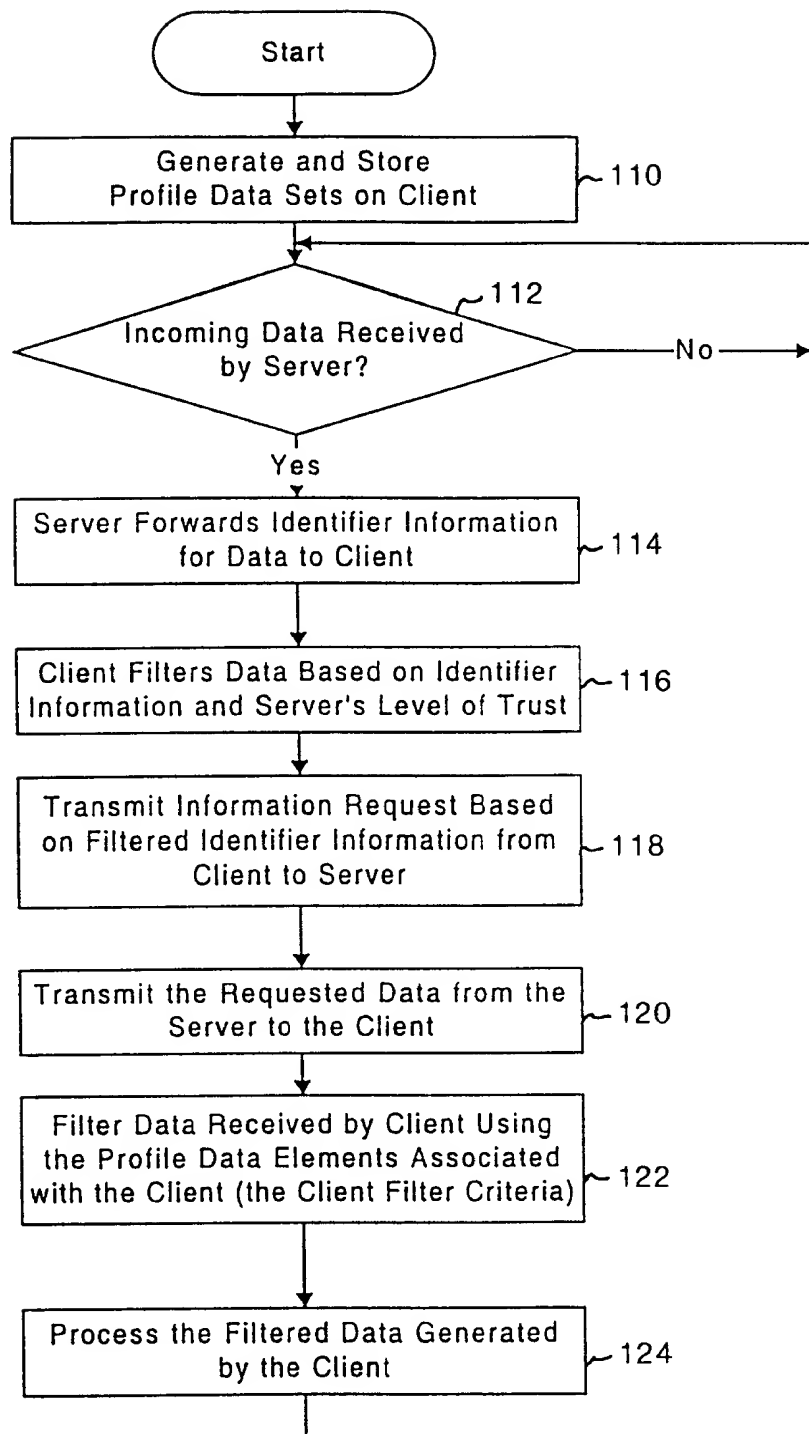 Start
Generate and Store
Profile Data Sets on Client
110
112
Incoming Data Received
by Server?
No
Yes
Server Forwards Identifier Information
for Data to Client
114
Client Filters Data Based on Identifier
Information and Server's Level of Trust
116
Transmit Information Request Based
on Filtered Identifier Information from
Client to Server
118
Transmit the Requested Data from the
Server to the Client
120
Filter Data Received by Client Using
the Profile Data Elements Associated
with the Client (the Client Filter Criteria)
122
Process the Filtered Data Generated
by the Client
124